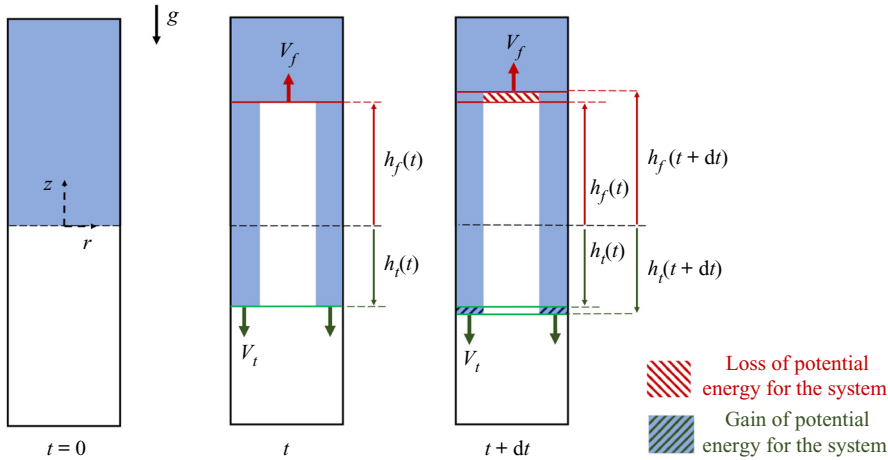 g
z
r
t = 0
V_f
h_f(t)
h_t(t)
V_t
t
V_f
h_f(t + dt)
h_f(t)
h_t(t)
h_t(t + dt)
V_t
t + dt
Loss of potential
energy for the system
Gain of potential
energy for the system